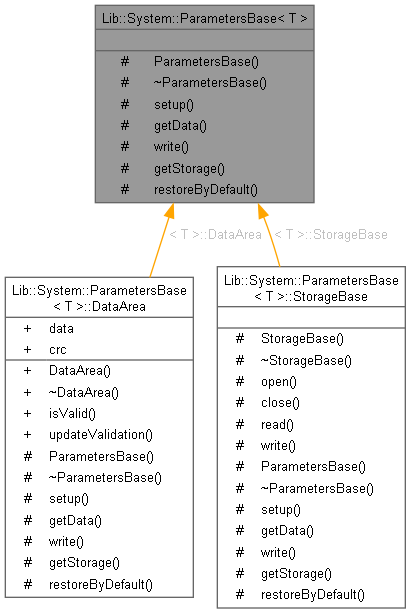 Lib::System::ParametersBase< T >
# ParametersBase()
# ~ParametersBase()
# setup()
# getData()
# write()
# getStorage()
# restoreByDefault()
< T >::DataArea < T >::StorageBase
Lib::System::ParametersBase
< T >::DataArea
+ data
+ crc
+ DataArea()
+ ~DataArea()
+ isValid()
+ updateValidation()
# ParametersBase()
# ~ParametersBase()
# setup()
# getData()
# write()
# getStorage()
# restoreByDefault()
Lib::System::ParametersBase
< T >::StorageBase
# StorageBase()
# ~StorageBase()
# open()
# close()
# read()
# write()
# ParametersBase()
# ~ParametersBase()
# setup()
# getData()
# write()
# getStorage()
# restoreByDefault()